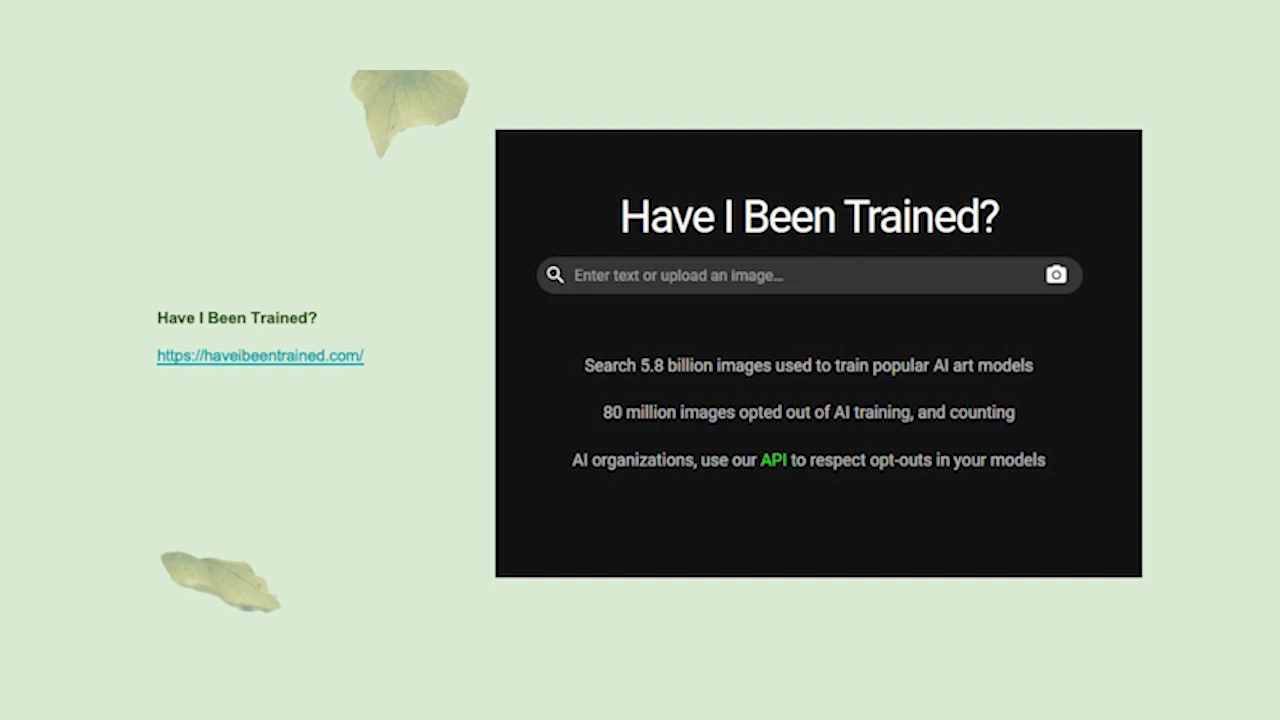 Have I Been Trained?
https://haveibeentrained.com/
Have I Been Trained?
Enter text or upload an image...
Search 5.8 billion images used to train popular AI art models
80 million images opted out of AI training, and counting
AI organizations, use our API to respect opt-outs in your models